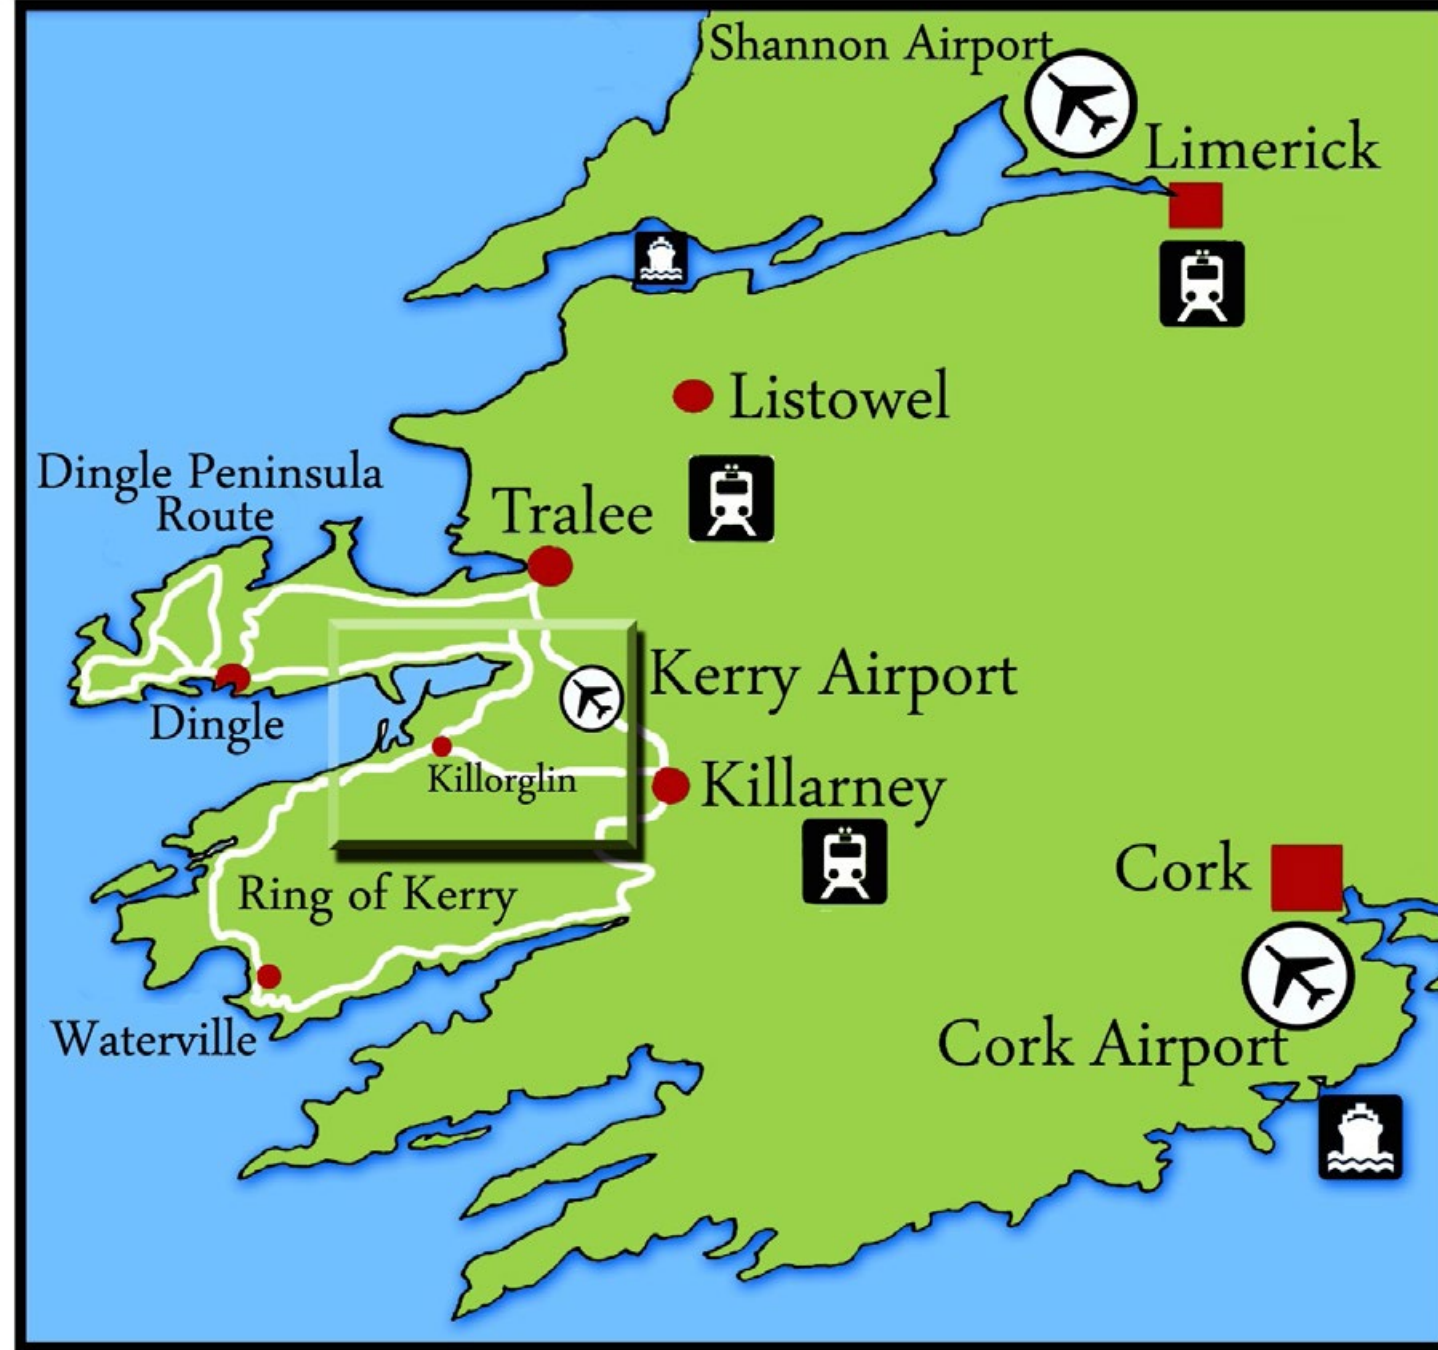 Shannon Airport
Limerick
Listowel
Dingle Peninsula
Route
Tralee
Kerry Airport
Dingle
Killorglin
Killarney
Cork
Ring of Kerry
Waterville
Cork Airport